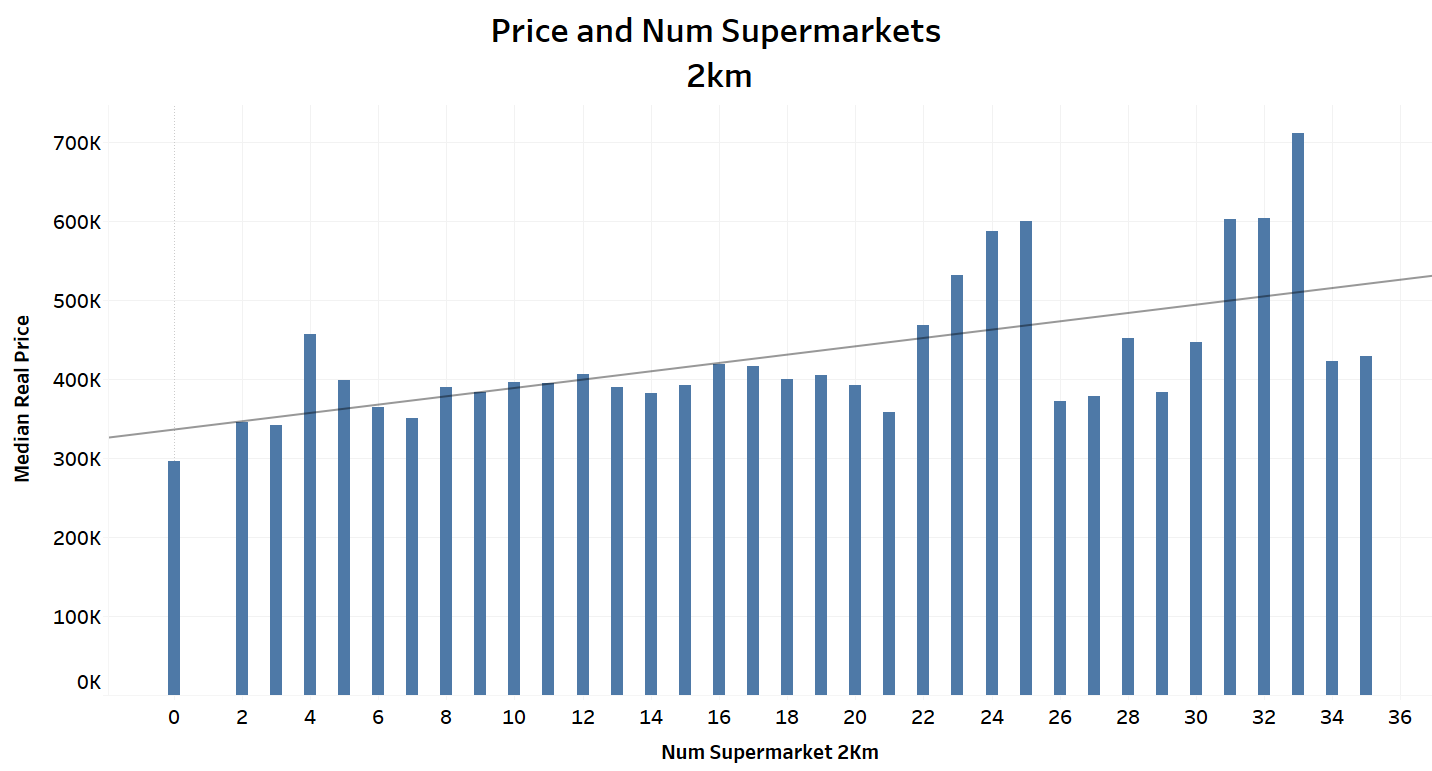 Price and Num Supermarkets
2km
700K
600K
500K
400K
300K
200K
100K
0K
Median Real Price
0 2 4 6 8 10 12 14 16 18 20 22 24 26 28 30 32 34 36
Num Supermarket 2Km